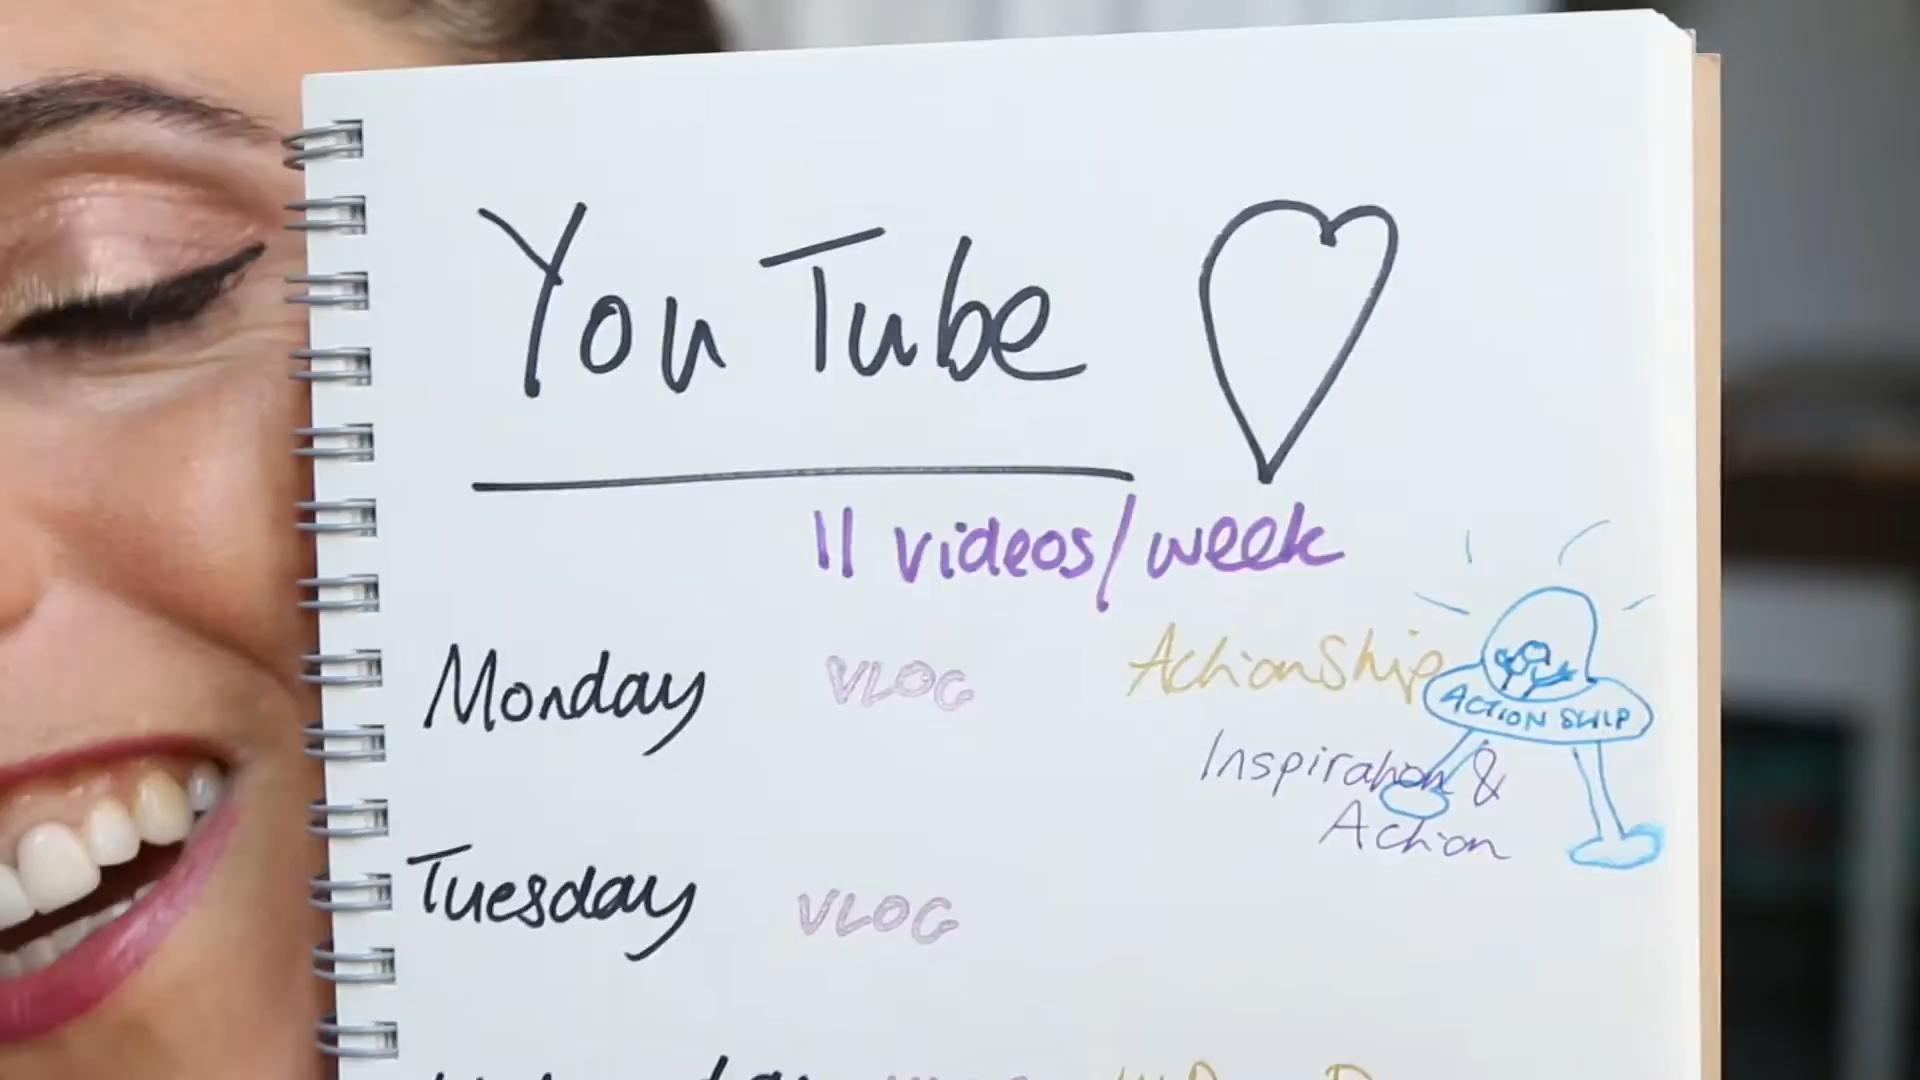 YouTube
11 videos/week
Monday VLOG ActionShip
ACTION SHIP
Inspiration &
Action
Tuesday VLOG